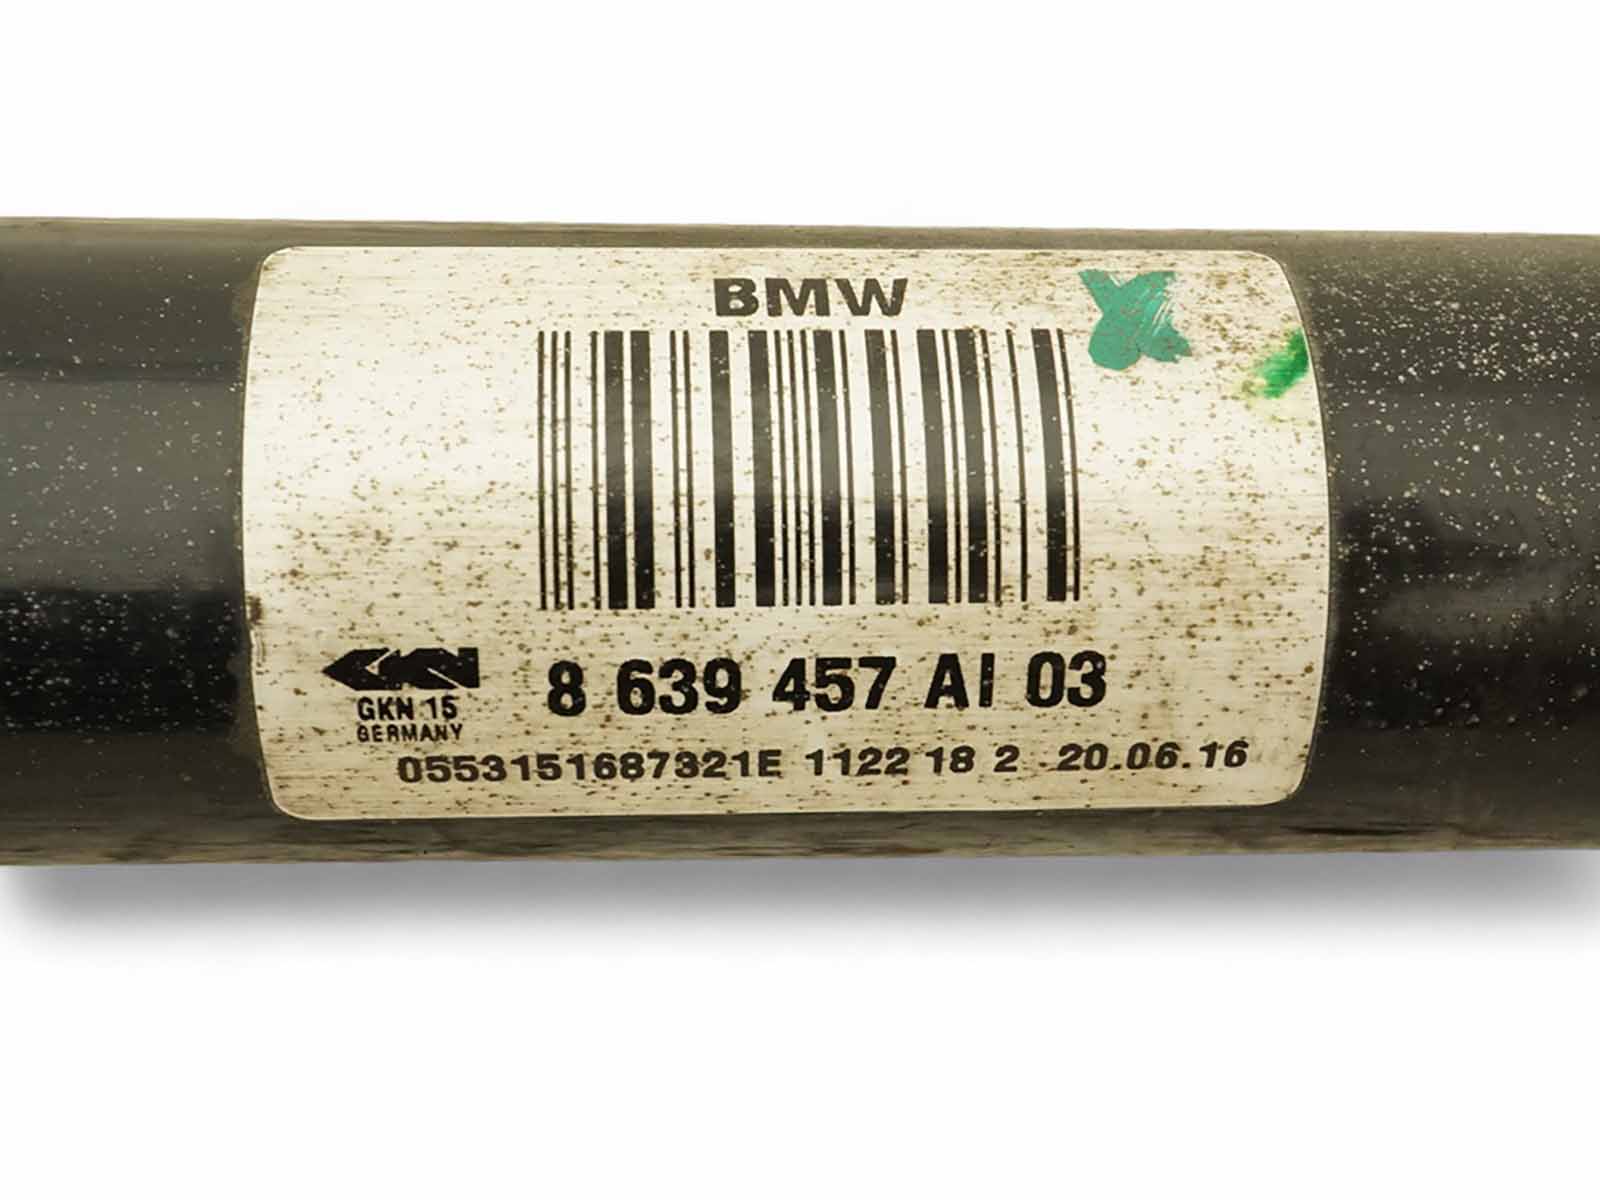 BMW
8 639 457 AI 03
GKN
GKN 15
GERMANY
0553151687321E 1122 18 2 20.06.16